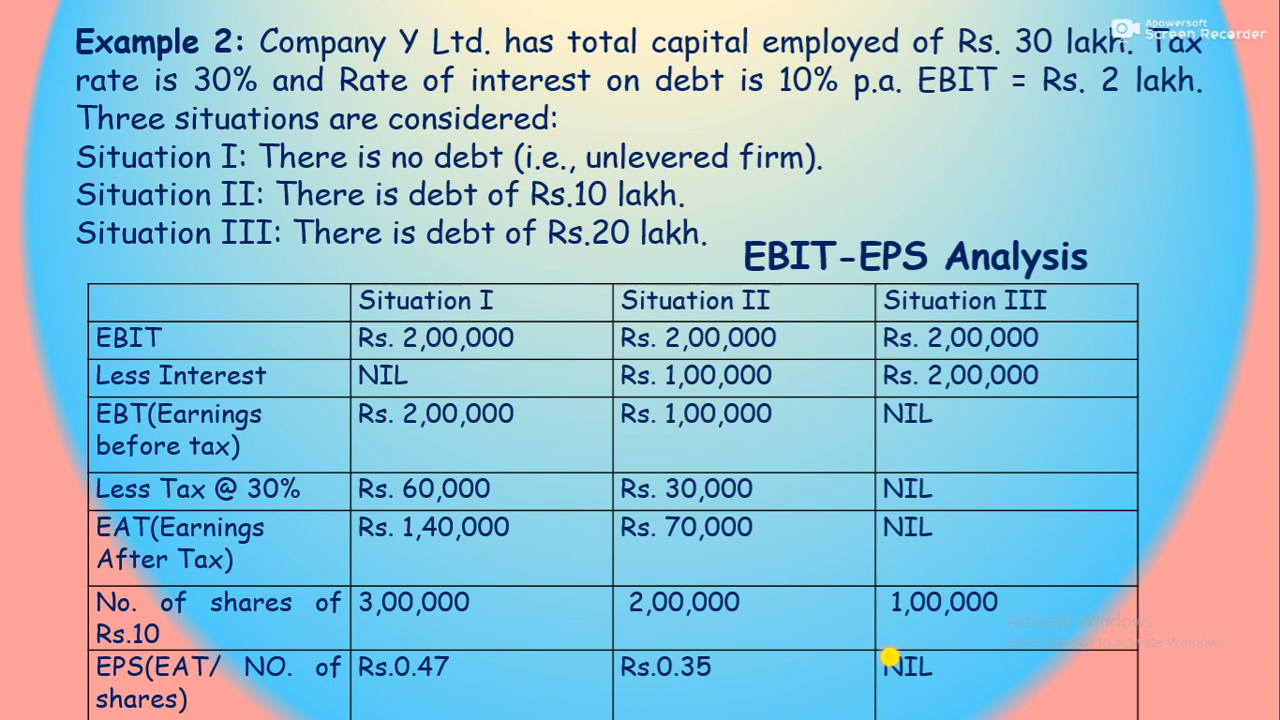 Apowersoft
Screen Recorder
Example 2: Company Y Ltd. has total capital employed of Rs. 30 lakh. Tax
rate is 30% and Rate of interest on debt is 10% p.a. EBIT = Rs. 2 lakh.
Three situations are considered:
Situation I: There is no debt (i.e., unlevered firm).
Situation II: There is debt of Rs.10 lakh.
Situation III: There is debt of Rs.20 lakh.
EBIT-EPS Analysis
Situation I Situation II Situation III
EBIT Rs. 2,00,000 Rs. 2,00,000 Rs. 2,00,000
Less Interest NIL Rs. 1,00,000 Rs. 2,00,000
EBT(Earnings Rs. 2,00,000 Rs. 1,00,000 NIL
before tax)
Less Tax @ 30% Rs. 60,000 Rs. 30,000 NIL
EAT(Earnings Rs. 1,40,000 Rs. 70,000 NIL
After Tax)
No. of shares of 3,00,000 2,00,000 1,00,000
Rs.10
Activate Windows
to activate Windows
EPS(EAT/ NO. of Rs.0.47 Rs.0.35 NIL
shares)